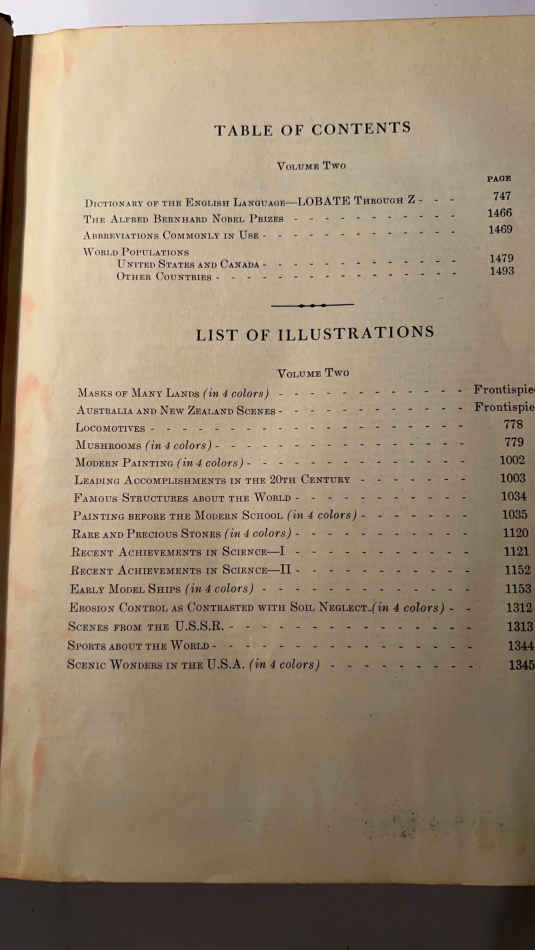 TABLE OF CONTENTS
Volume Two
PAGE
Dictionary of the English Language—LOBATE Through Z - - - 747
The Alfred Bernhard Nobel Prizes - - - - - - - - - - - 1466
Abbreviations Commonly in Use - - - - - - - - - - - - - 1469
World Populations
United States and Canada - - - - - - - - - - - - - 1479
Other Countries - - - - - - - - - - - - - - - - 1493
LIST OF ILLUSTRATIONS
Volume Two
Masks of Many Lands (in 4 colors) - - - - - - - - - - - - Frontispie
Australia and New Zealand Scenes - - - - - - - - - - - - Frontispie
Locomotives - - - - - - - - - - - - - - - - - - - 778
Mushrooms (in 4 colors) - - - - - - - - - - - - - - - - 779
Modern Painting (in 4 colors) - - - - - - - - - - - - - - 1002
Leading Accomplishments in the 20th Century - - - - - - - 1003
Famous Structures about the World - - - - - - - - - - - 1034
Painting before the Modern School (in 4 colors) - - - - - - - 1035
Rare and Precious Stones (in 4 colors) - - - - - - - - - - - 1120
Recent Achievements in Science—I - - - - - - - - - - - 1121
Recent Achievements in Science—II - - - - - - - - - - - 1152
Early Model Ships (in 4 colors) - - - - - - - - - - - - - 1153
Erosion Control as Contrasted with Soil Neglect (in 4 colors) - - 1312
Scenes from the U.S.S.R. - - - - - - - - - - - - - - - 1313
Sports about the World - - - - - - - - - - - - - - - - 1344
Scenic Wonders in the U.S.A. (in 4 colors) - - - - - - - - - 1345